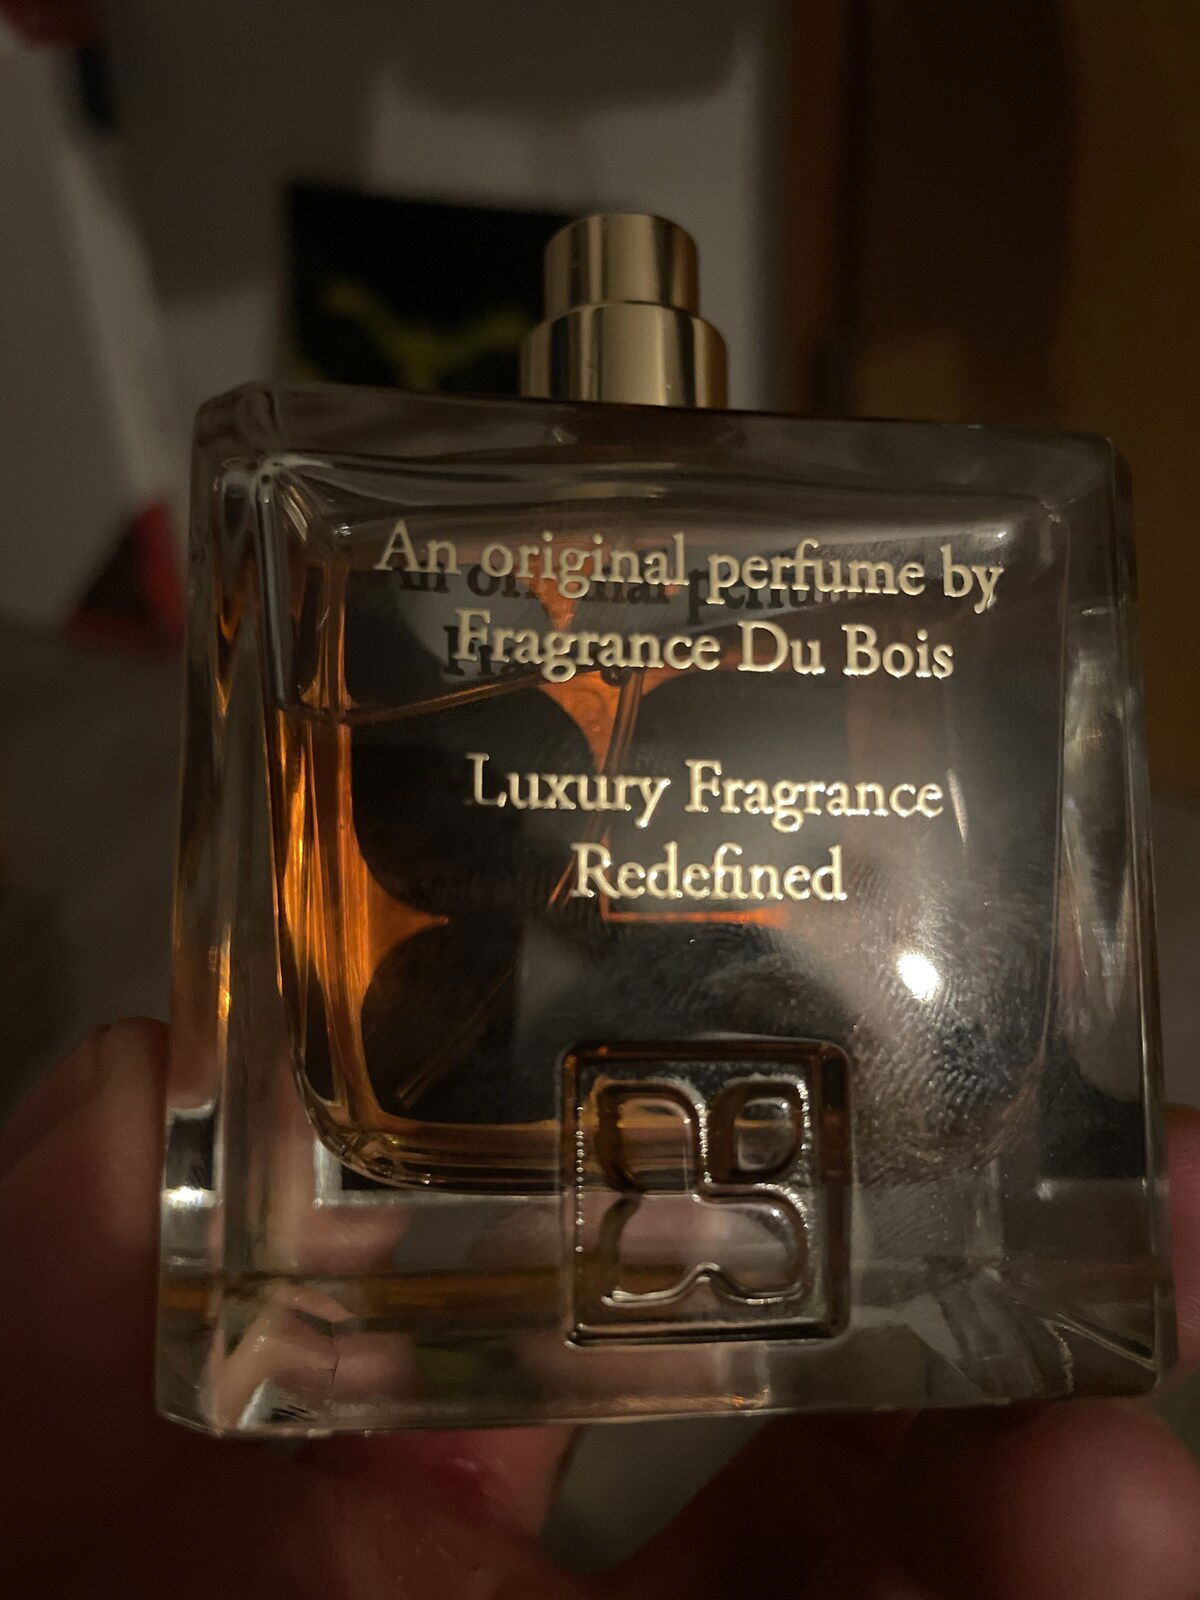 An original perfume by
Fragrance Du Bois
Luxury Fragrance
Redefined